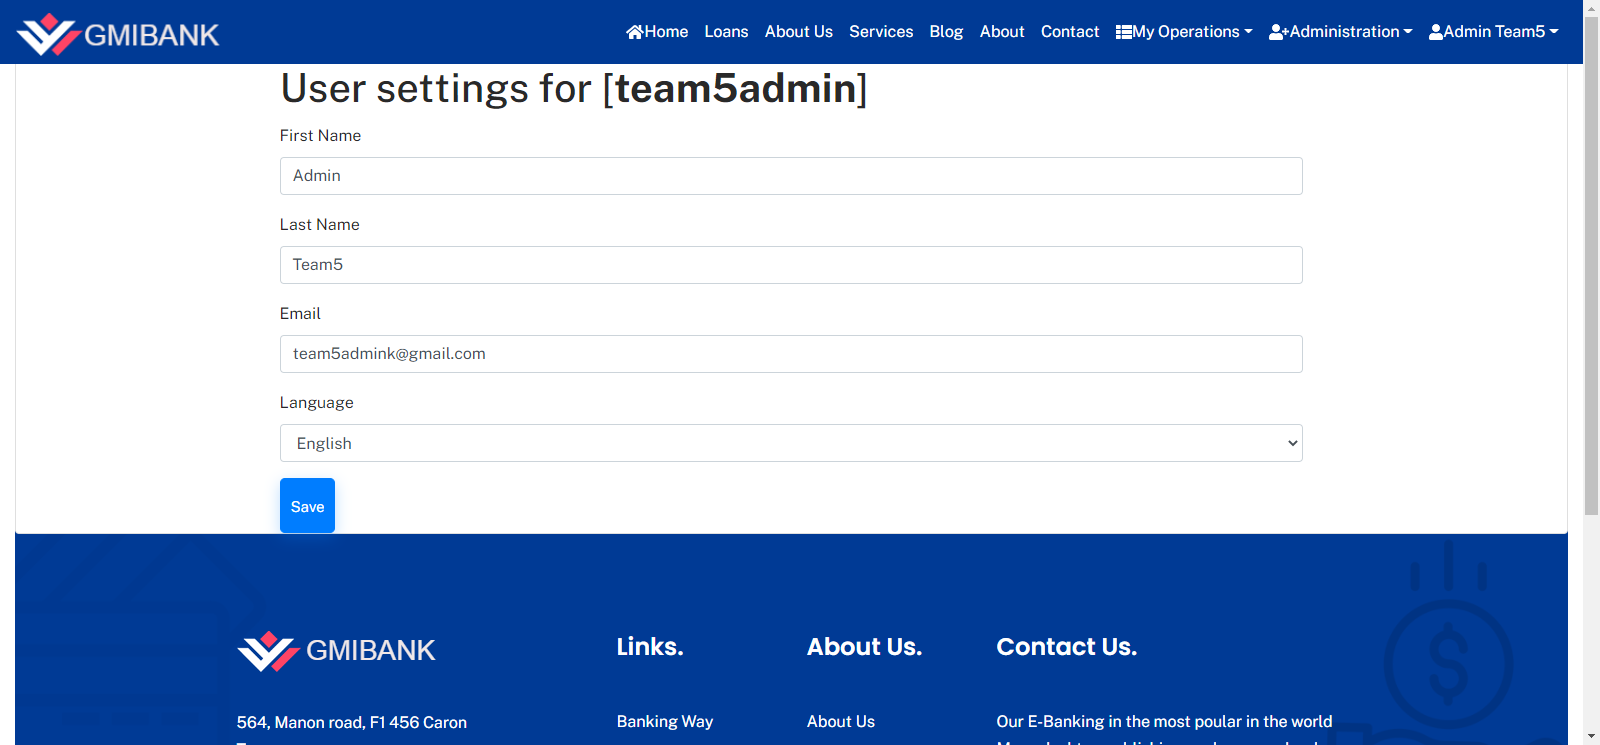 GMIBANK
Home Loans About Us Services Blog About Contact My Operations Administration Admin Team5
User settings for [team5admin]
First Name
Admin
Last Name
Team5
Email
team5admink@gmail.com
Language
English
Save
GMIBANK
Links.
About Us.
Contact Us.
564, Manon road, F1 456 Caron
Banking Way
About Us
Our E-Banking in the most poular in the world